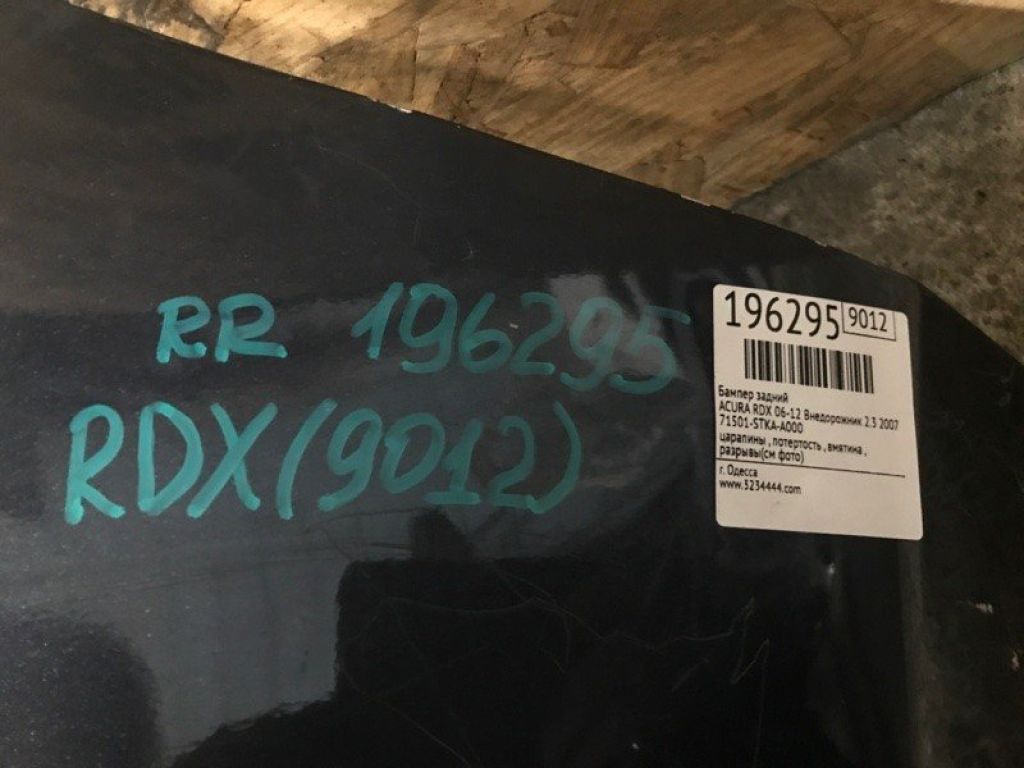 RR 196295
RDX (9012)
196295 9012
Бампер задний
ACURA RDX 06-12 Внедорожник 2.3 2007
71501-STKA-A000
царапины , потертость , вмятина ,
разрывы(см фото)
г. Одесса
www.3234444.com